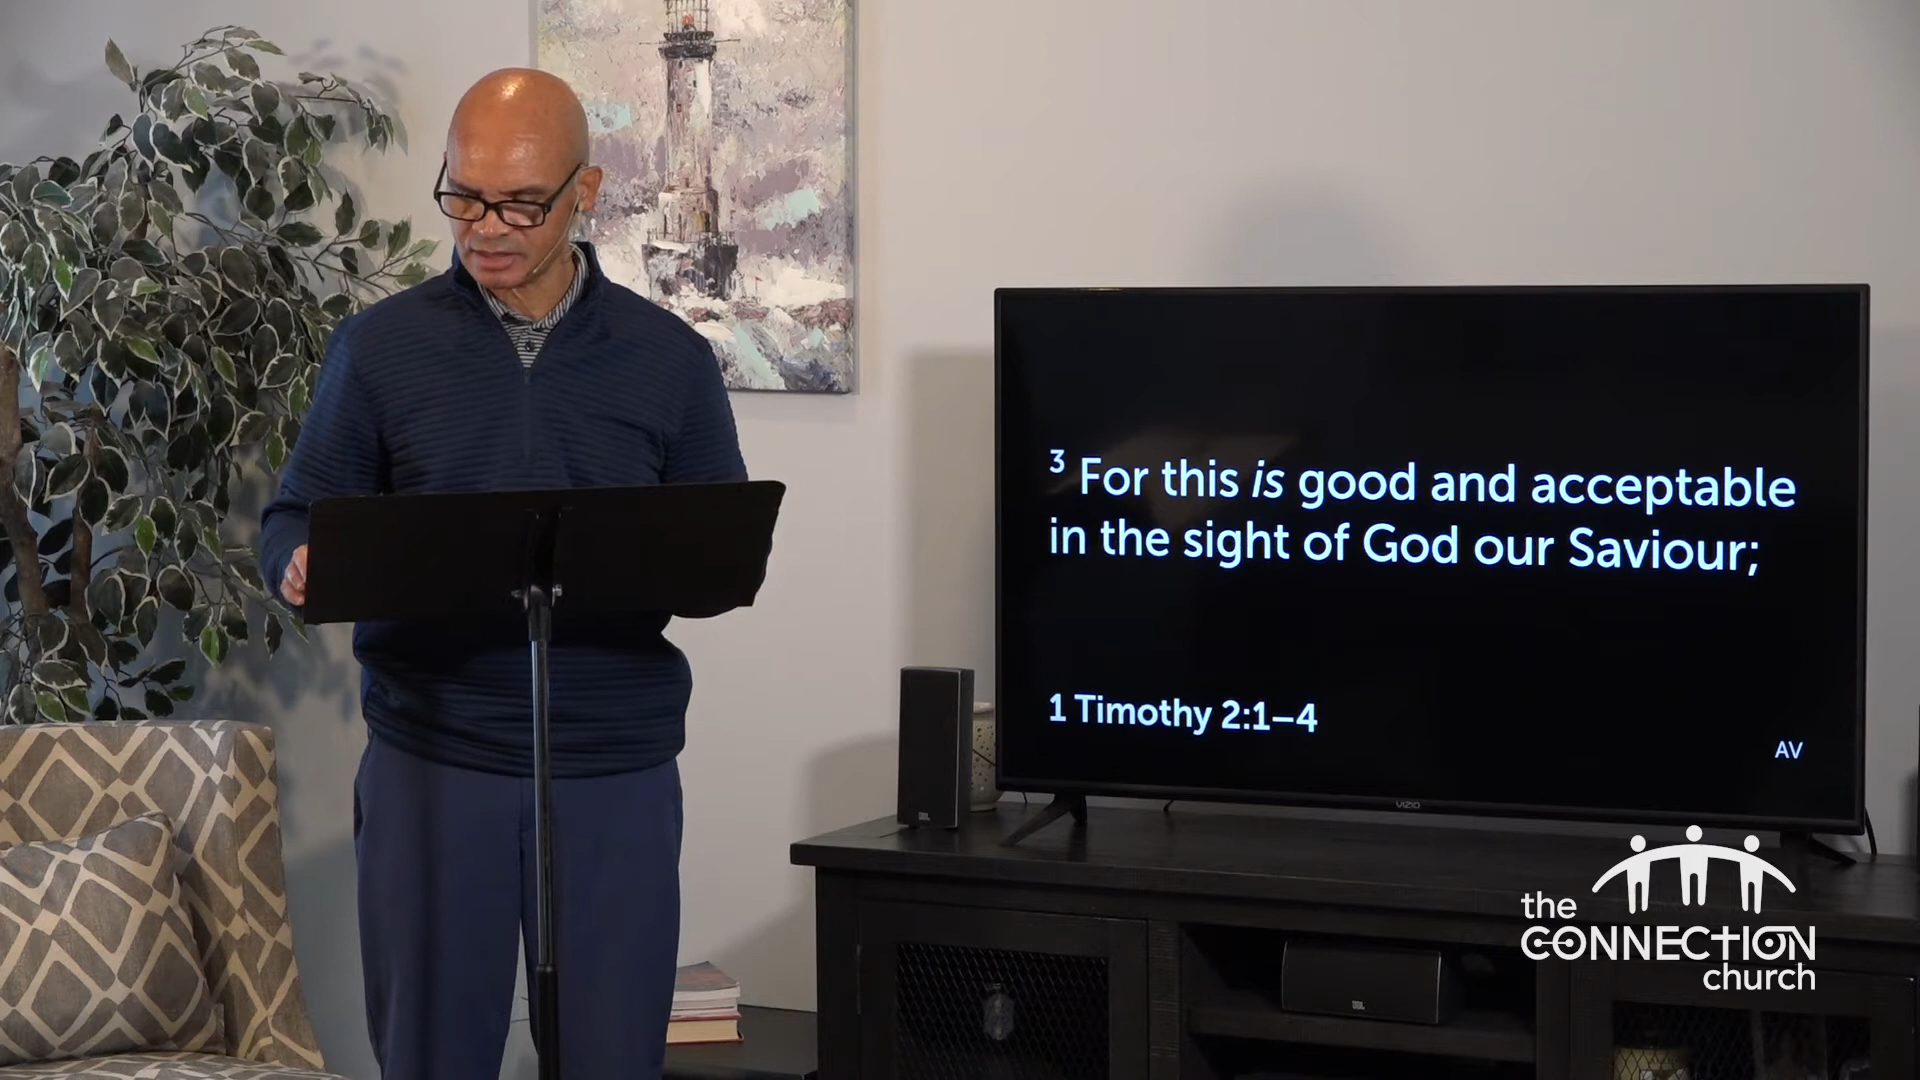 3 For this is good and acceptable
in the sight of God our Saviour;
1 Timothy 2:1–4
AV
VIZIO
the
CONNECTION
church